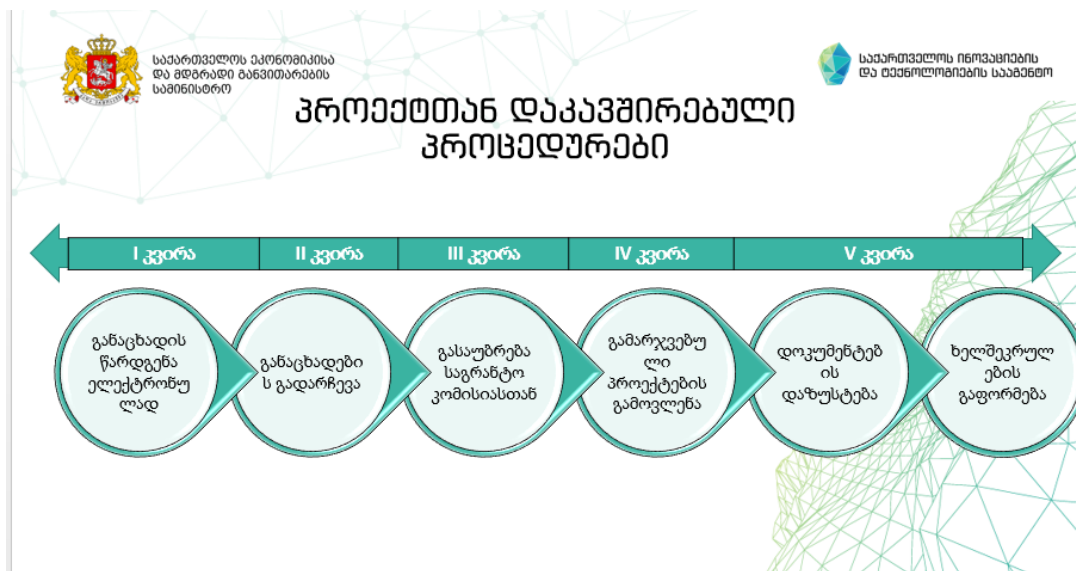 საქართველოს ეკონომიკისა
და მდგრადი განვითარების
სამინისტრო
საქართველოს ინოვაციების
და ტექნოლოგიების სააგენტო
პროექტთან დაკავშირებული
პროცედურები
I კვირა
II კვირა
III კვირა
IV კვირა
V კვირა
განაცხადის
წარდგენა
ელექტრონუ
ლად
განაცხადები
ს გადარჩევა
გასაუბრება
საგრანტო
კომისიასთან
გამარჯვებუ
ლი
პროექტების
გამოვლენა
დოკუმენტებ
ის
დაზუსტება
ხელშეკრულ
ების
გაფორმება